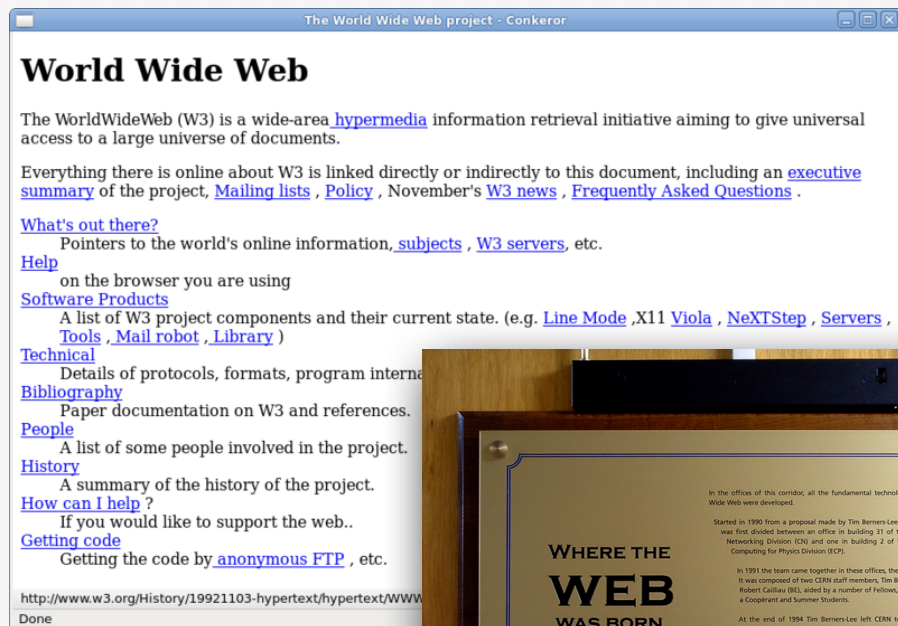 The World Wide Web project - Conkeror
World Wide Web
The WorldWideWeb (W3) is a wide-area hypermedia information retrieval initiative aiming to give universal
access to a large universe of documents.
Everything there is online about W3 is linked directly or indirectly to this document, including an executive
summary of the project, Mailing lists , Policy , November's W3 news , Frequently Asked Questions .
What's out there?
Pointers to the world's online information, subjects , W3 servers, etc.
Help
on the browser you are using
Software Products
A list of W3 project components and their current state. (e.g. Line Mode ,X11 Viola , NeXTStep , Servers ,
Tools , Mail robot , Library )
Technical
Details of protocols, formats, program
Bibliography
Paper documentation on W3 and references.
People
A list of some people involved in the project.
History
A summary of the history of the project.
How can I help ?
If you would like to support the web..
Getting code
Getting the code by anonymous FTP , etc.
http://www.w3.org/History/19921103-hypertext/hypertext/WWW
Done
In the offices of this corridor, all the fundamental
Wide Web were developed.
Started in 1990 from a proposal made by Tim Berners-Lee
was first divided between an office in building 31 of
Networking Division (CN) and one in building 2 of
Computing for Physics Division (ECP).
In 1991 the team came together in these offices,
It was composed of two CERN staff members, Tim
Robert Cailliau (BE), aided by a number of Fellows,
a Coopérant and Summer Students.
At the end of 1994 Tim Berners-Lee left CERN
WHERE THE
WEB
WAS BORN